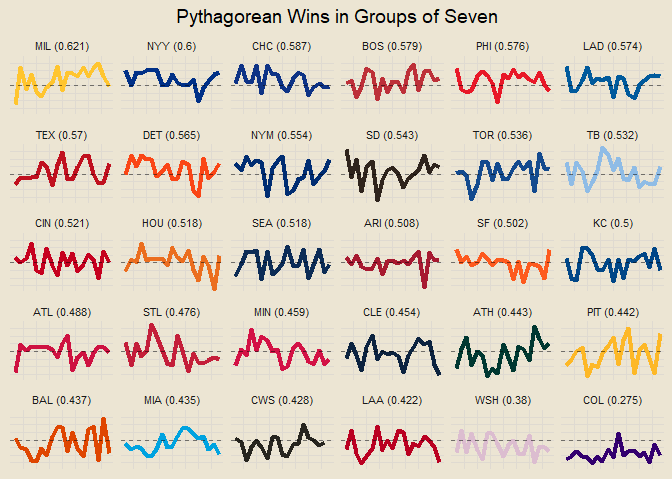 Pythagorean Wins in Groups of Seven
MIL (0.621) NYY (0.6) CHC (0.587) BOS (0.579) PHI (0.576) LAD (0.574)
TEX (0.57) DET (0.565) NYM (0.554) SD (0.543) TOR (0.536) TB (0.532)
CIN (0.521) HOU (0.518) SEA (0.518) ARI (0.508) SF (0.502) KC (0.5)
ATL (0.488) STL (0.476) MIN (0.459) CLE (0.454) ATH (0.443) PIT (0.442)
BAL (0.437) MIA (0.435) CWS (0.428) LAA (0.422) WSH (0.38) COL (0.275)